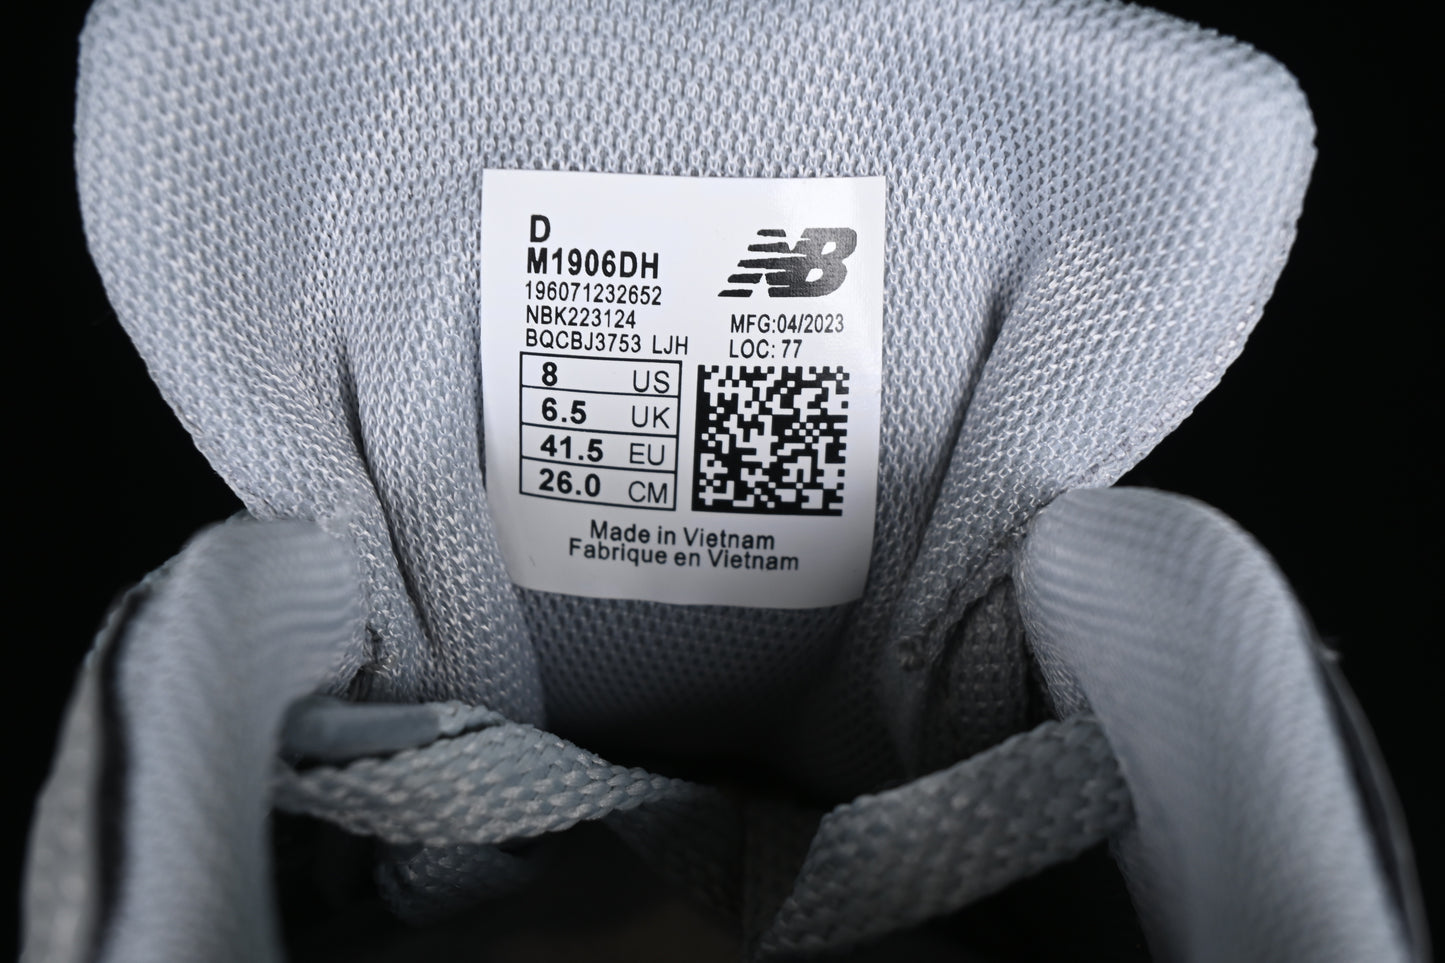 D
M1906DH
196071232652
NBK223124
BQCBJ3753 LJH
NB
MFG:04/2023
LOC: 77
8 US
6.5 UK
41.5 EU
26.0 CM
Made in Vietnam
Fabrique en Vietnam